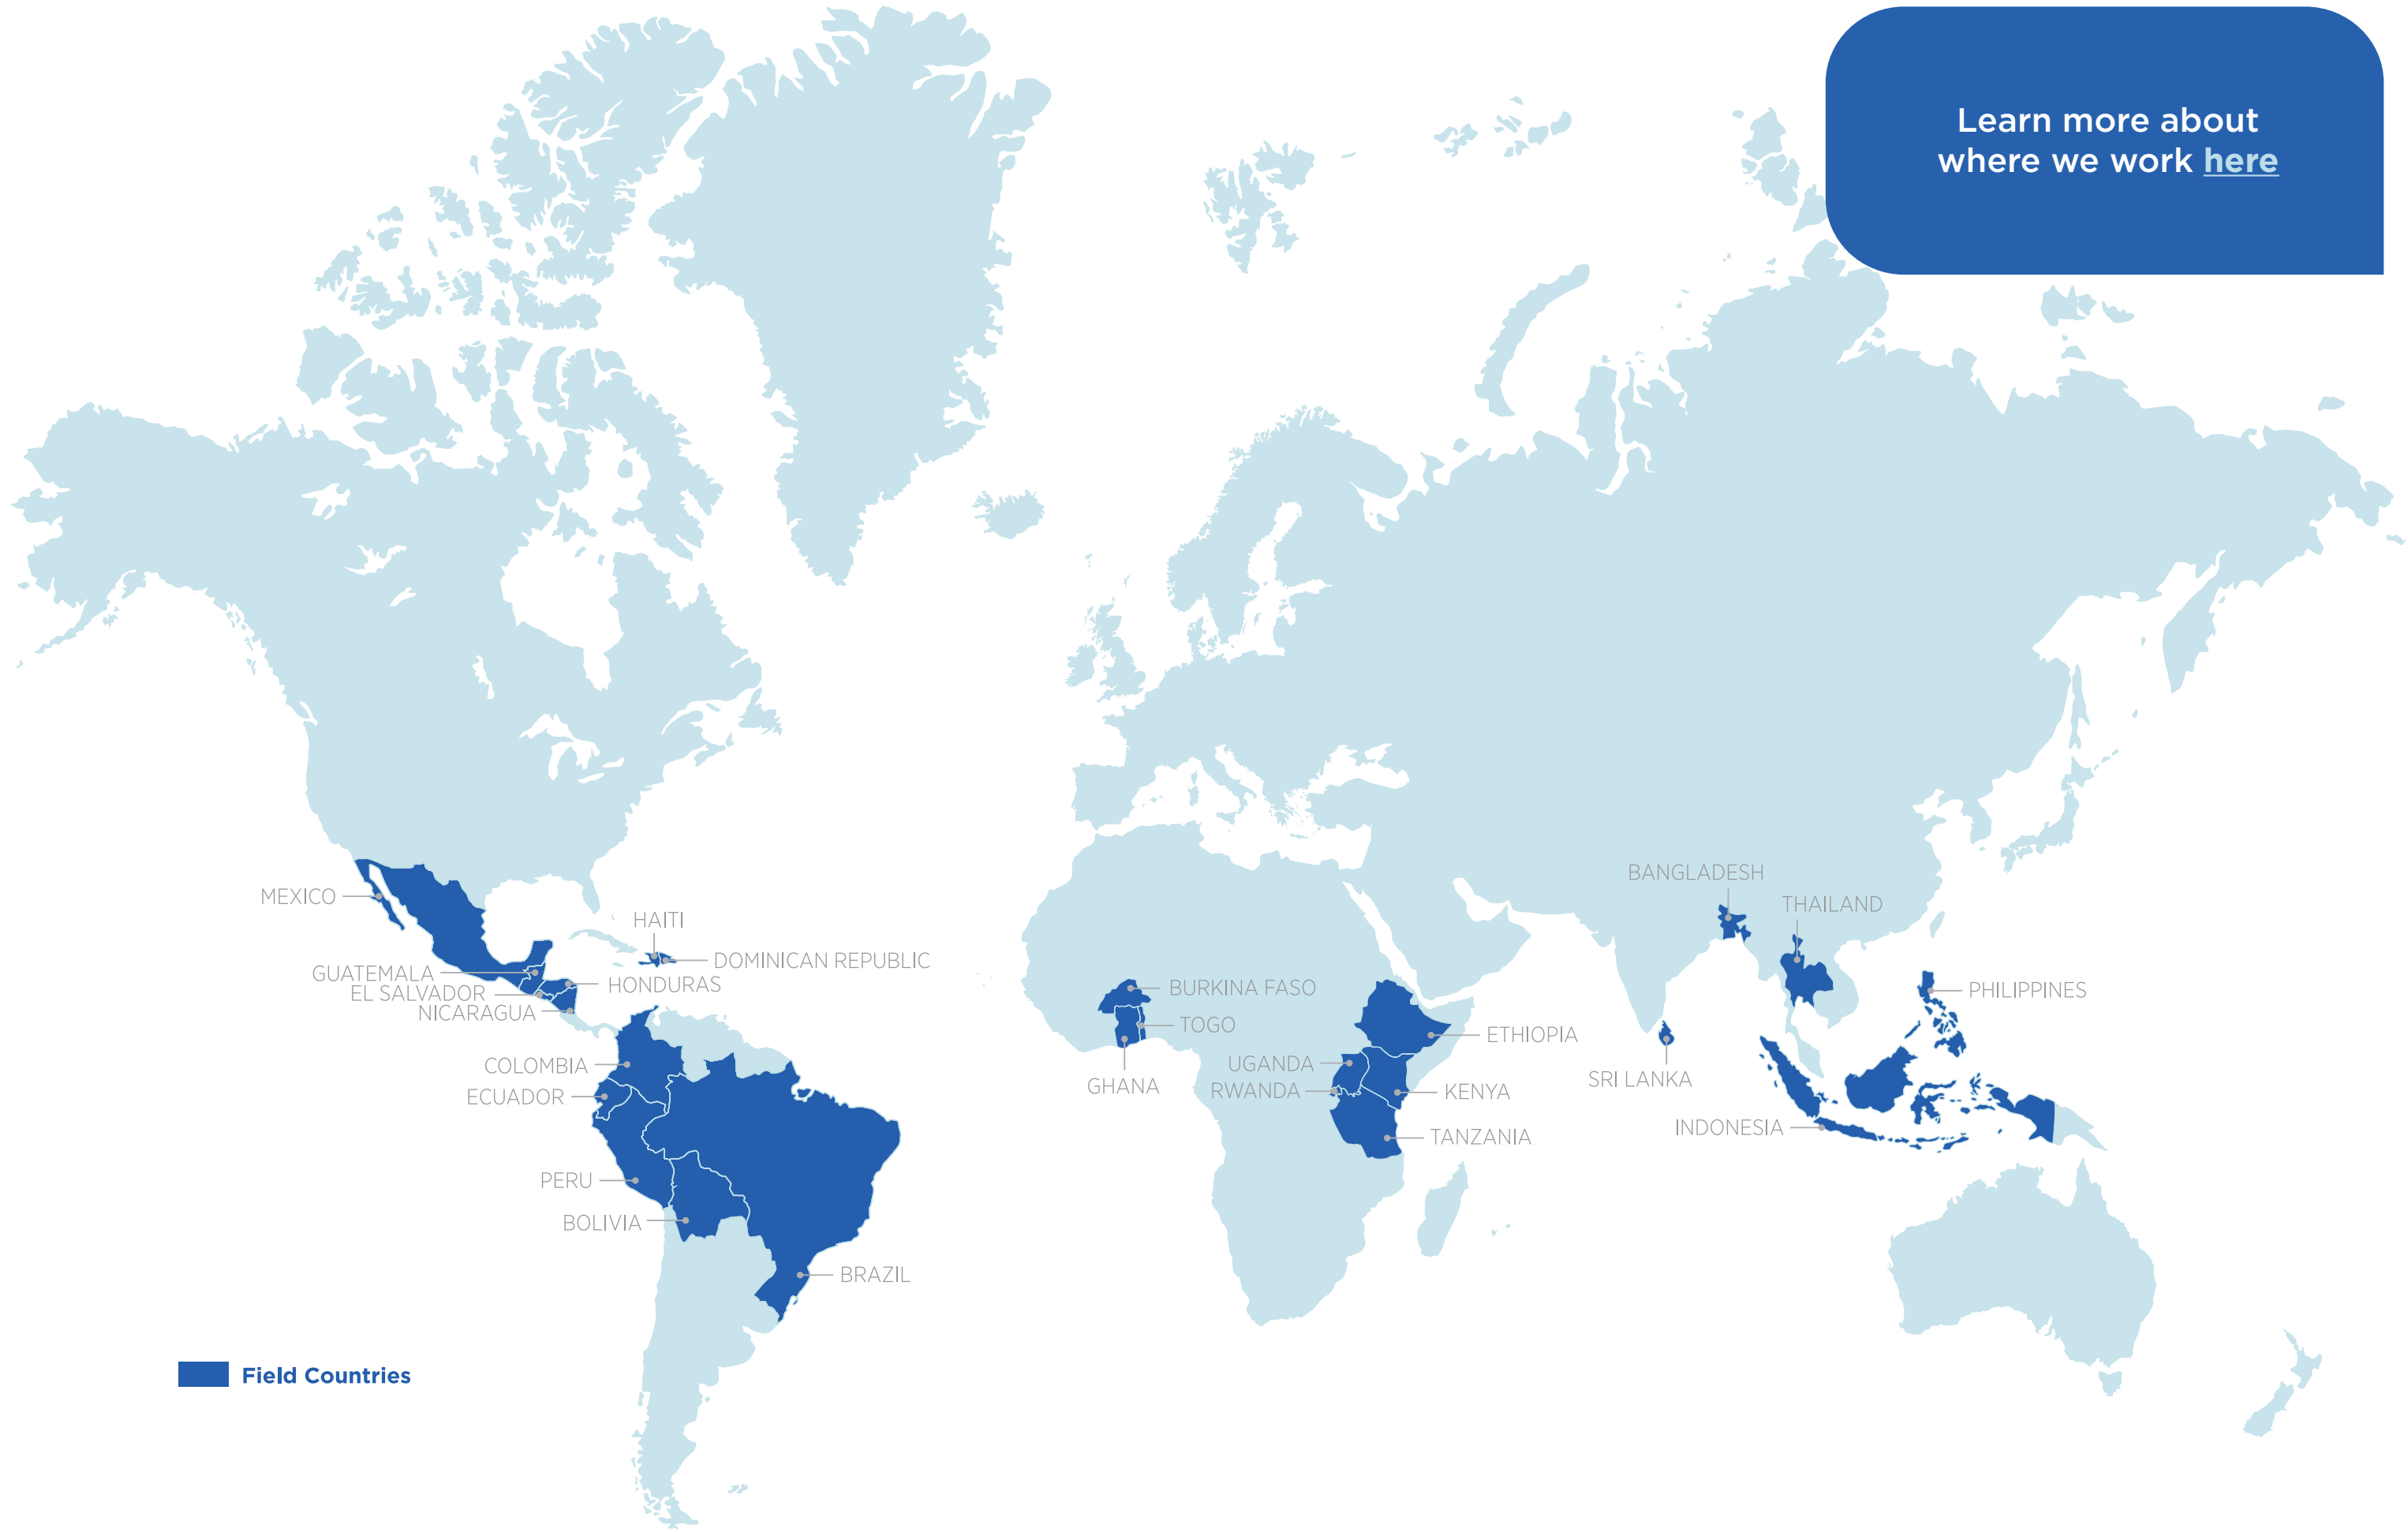 Learn more about
where we work here
MEXICO
HAITI
DOMINICAN REPUBLIC
GUATEMALA
HONDURAS
EL SALVADOR
NICARAGUA
COLOMBIA
ECUADOR
PERU
BOLIVIA
BRAZIL
BURKINA FASO
TOGO
GHANA
ETHIOPIA
UGANDA
RWANDA
KENYA
TANZANIA
BANGLADESH
THAILAND
PHILIPPINES
SRI LANKA
INDONESIA
Field Countries